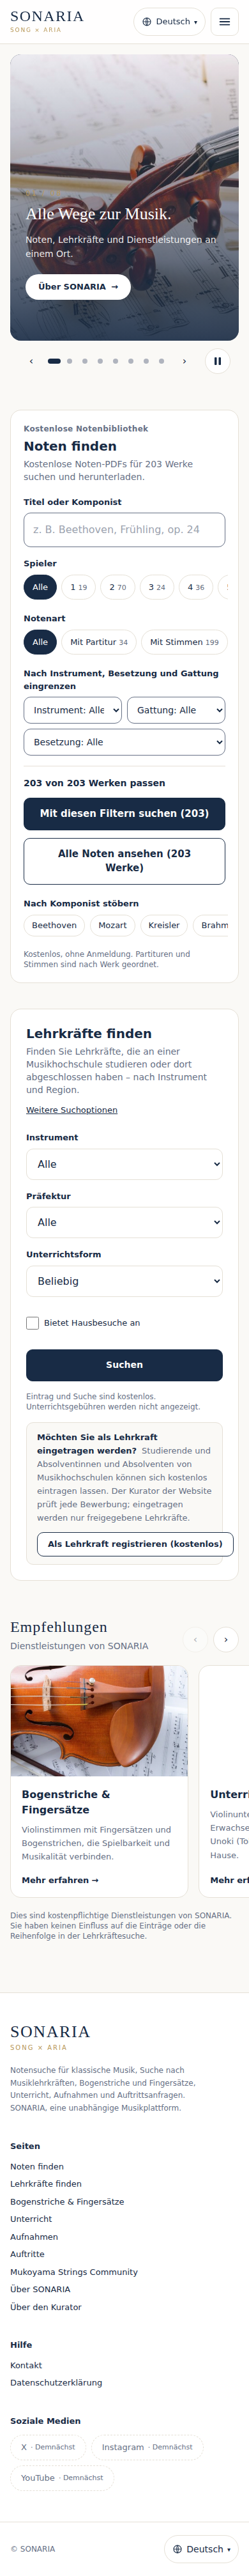 SONARIA
SONG × ARIA
Deutsch ▾
Alle Wege zur Musik.
Noten, Lehrkräfte und Dienstleistungen an
einem Ort.
Über SONARIA →
‹
›
Kostenlose Notenbibliothek
Noten finden
Kostenlose Noten-PDFs für 203 Werke
suchen und herunterladen.
Titel oder Komponist
z. B. Beethoven, Frühling, op. 24
Spieler
Alle 1 19 2 70 3 24 4 36
Notenart
Alle Mit Partitur 34 Mit Stimmen 199
Nach Instrument, Besetzung und Gattung
eingrenzen
Instrument: Alle Gattung: Alle
Besetzung: Alle
203 von 203 Werken passen
Mit diesen Filtern suchen (203)
Alle Noten ansehen (203
Werke)
Nach Komponist stöbern
Beethoven Mozart Kreisler Brahm
Kostenlos, ohne Anmeldung. Partituren und
Stimmen sind nach Werk geordnet.
Lehrkräfte finden
Finden Sie Lehrkräfte, die an einer
Musikhochschule studieren oder dort
abgeschlossen haben – nach Instrument
und Region.
Weitere Suchoptionen
Instrument
Alle
Präfektur
Alle
Unterrichtsform
Beliebig
Bietet Hausbesuche an
Suchen
Eintrag und Suche sind kostenlos.
Unterrichtsgebühren werden nicht angezeigt.
Möchten Sie als Lehrkraft
eingetragen werden? Studierende und
Absolventinnen und Absolventen von
Musikhochschulen können sich kostenlos
eintragen lassen. Der Kurator der Website
prüft jede Bewerbung; eingetragen
werden nur freigegebene Lehrkräfte.
Als Lehrkraft registrieren (kostenlos)
Empfehlungen
Dienstleistungen von SONARIA
‹ ›
Bogenstriche &
Fingersätze
Violinstimmen mit Fingersätzen und
Bogenstrichen, die Spielbarkeit und
Musikalität verbinden.
Mehr erfahren →
Unterri
Violinunte
Erwachse
Unoki (To
Hause.
Mehr erf
Dies sind kostenpflichtige Dienstleistungen von SONARIA.
Sie haben keinen Einfluss auf die Einträge oder die
Reihenfolge in der Lehrkräftesuche.
SONARIA
SONG × ARIA
Notensuche für klassische Musik, Suche nach
Musiklehrkräften, Bogenstriche und Fingersätze,
Unterricht, Aufnahmen und Auftrittsanfragen.
SONARIA, eine unabhängige Musikplattform.
Seiten
Noten finden
Lehrkräfte finden
Bogenstriche & Fingersätze
Unterricht
Aufnahmen
Auftritte
Mukoyama Strings Community
Über SONARIA
Über den Kurator
Hilfe
Kontakt
Datenschutzerklärung
Soziale Medien
X · Demnächst Instagram · Demnächst
YouTube · Demnächst
© SONARIA
Deutsch ▾